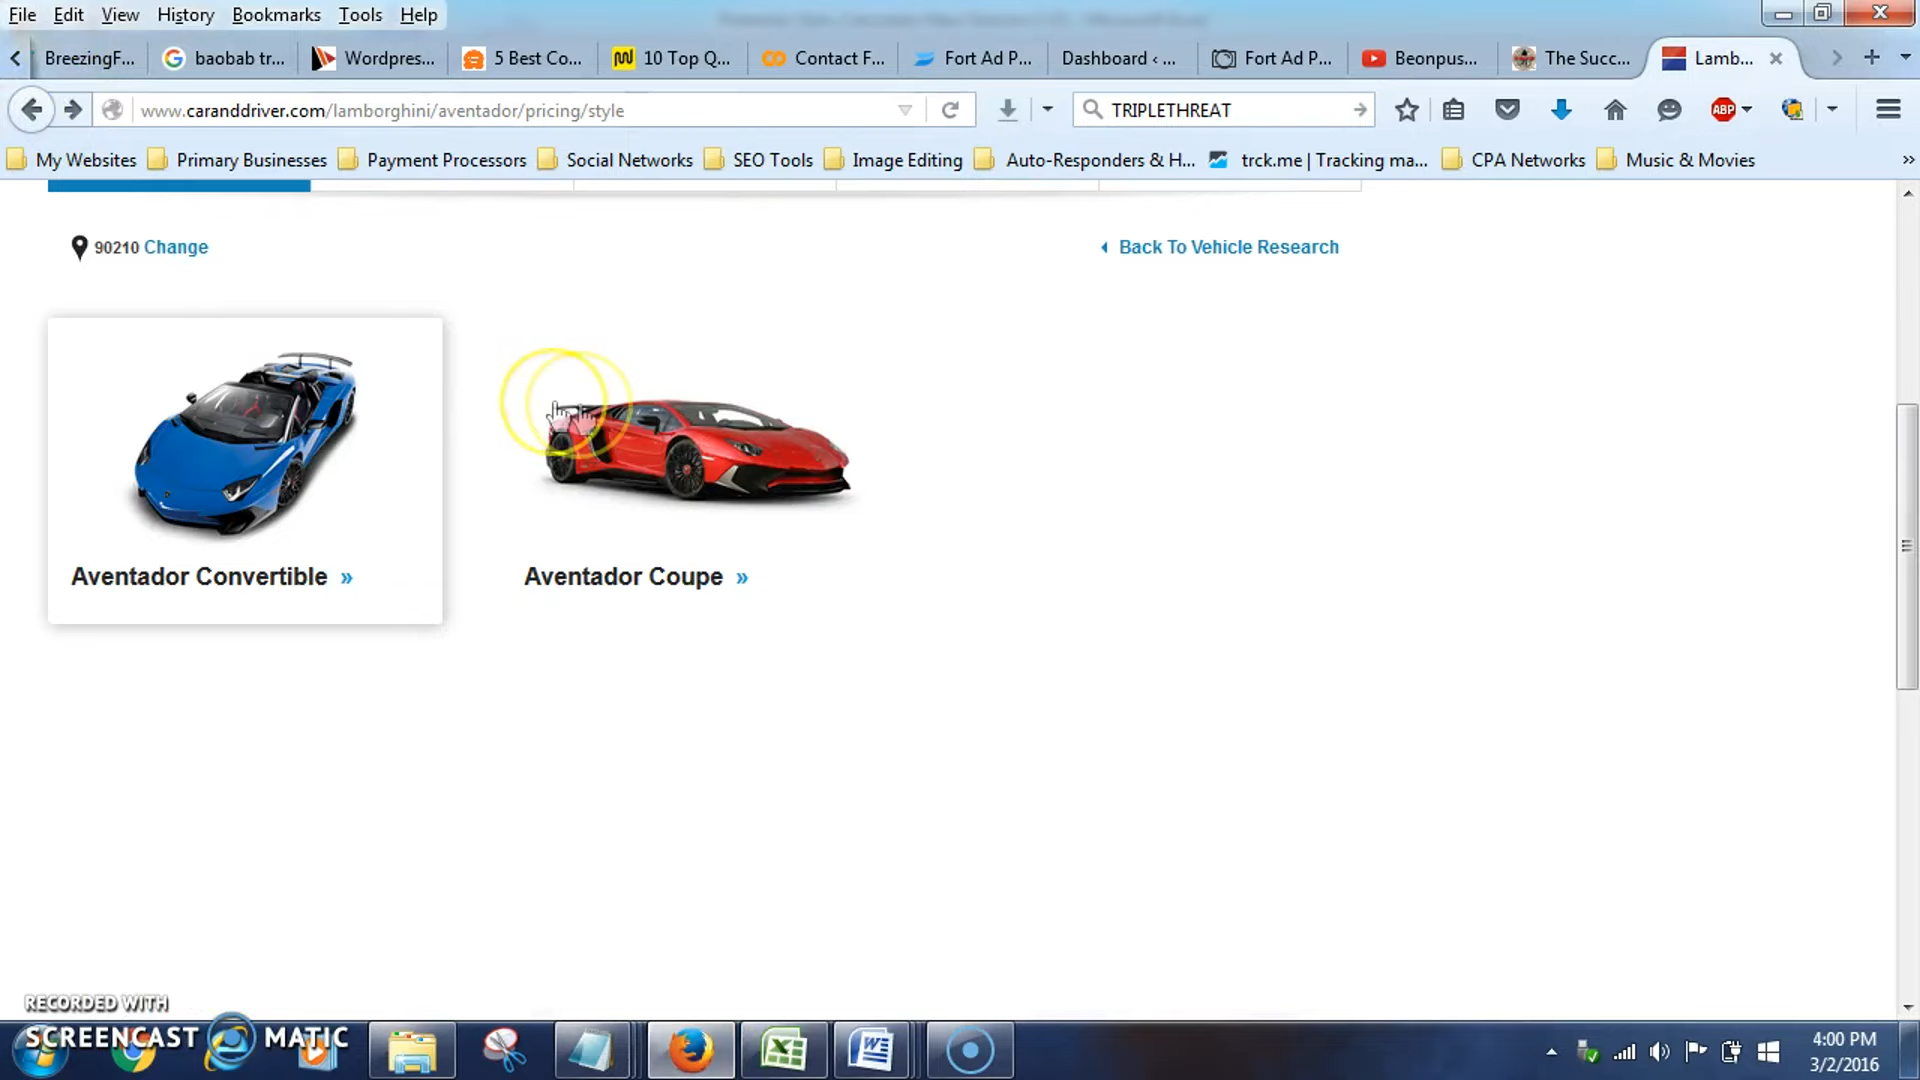 File Edit View History Bookmarks Tools Help
BreezingF... baobab tr... Wordpres... 5 Best Co... 10 Top Q... Contact F... Fort Ad P... Dashboard ‹ ... Fort Ad P... Beonpus... The Succ... Lamb...
www.caranddriver.com/lamborghini/aventador/pricing/style TRIPLETHREAT ABP
My Websites Primary Businesses Payment Processors Social Networks SEO Tools Image Editing Auto-Responders & H... trck.me | Tracking ma... CPA Networks Music & Movies »
90210 Change Back To Vehicle Research
Aventador Convertible » Aventador Coupe »
RECORDED WITH
SCREENCAST MATIC
4:00 PM
3/2/2016